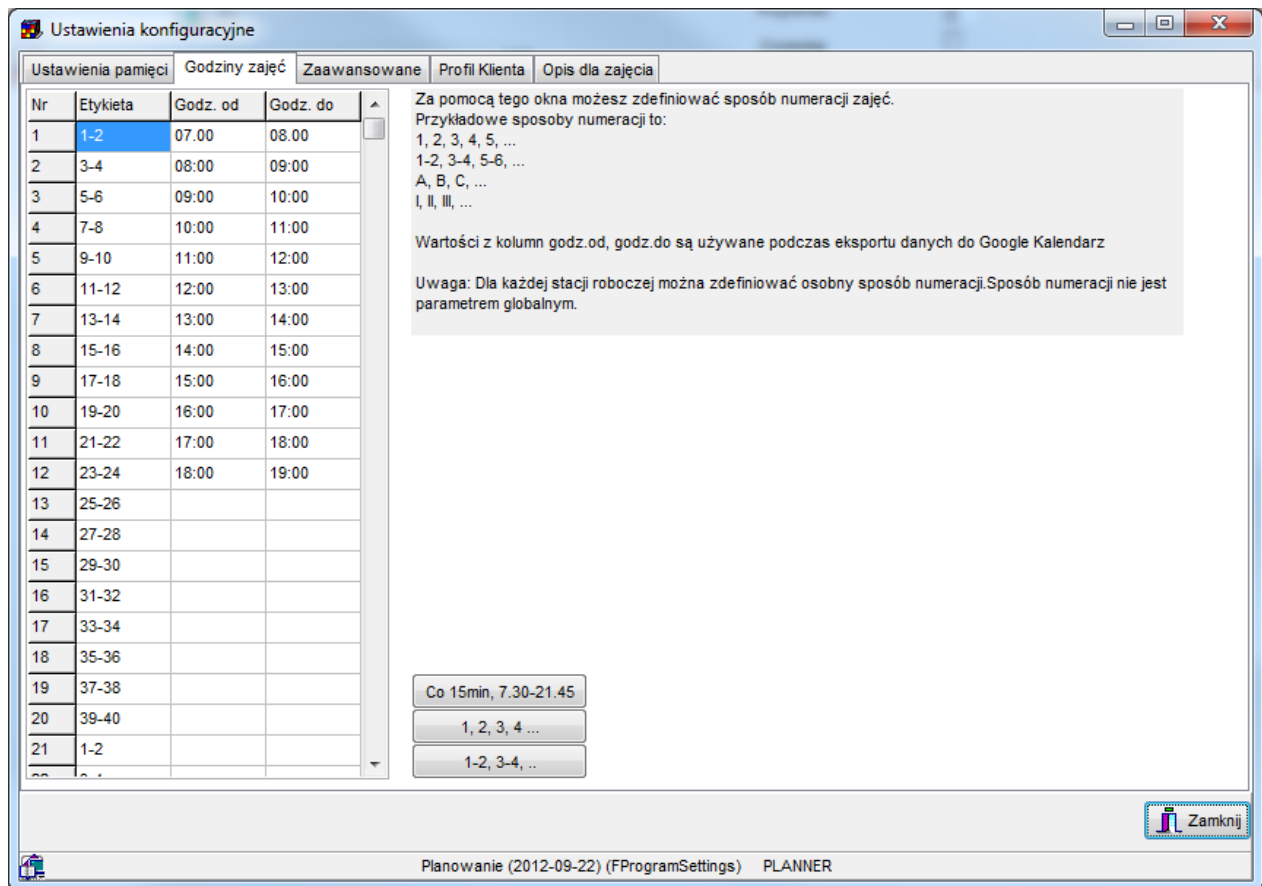 Ustawienia konfiguracyjne
Ustawienia pamięci Godziny zajęć Zaawansowane Profil Klienta Opis dla zajęcia
Nr Etykieta Godz. od Godz. do
1 1-2 07.00 08.00
2 3-4 08:00 09:00
3 5-6 09:00 10:00
4 7-8 10:00 11:00
5 9-10 11:00 12:00
6 11-12 12:00 13:00
7 13-14 13:00 14:00
8 15-16 14:00 15:00
9 17-18 15:00 16:00
10 19-20 16:00 17:00
11 21-22 17:00 18:00
12 23-24 18:00 19:00
13 25-26
14 27-28
15 29-30
16 31-32
17 33-34
18 35-36
19 37-38
20 39-40
21 1-2
Za pomocą tego okna możesz zdefiniować sposób numeracji zajęć.
Przykładowe sposoby numeracji to:
1, 2, 3, 4, 5, ...
1-2, 3-4, 5-6, ...
A, B, C, ...
I, II, III, ...
Wartości z kolumn godz.od, godz.do są używane podczas eksportu danych do Google Kalendarz
Uwaga: Dla każdej stacji roboczej można zdefiniować osobny sposób numeracji.Sposób numeracji nie jest
parametrem globalnym.
Co 15min, 7.30-21.45
1, 2, 3, 4 ...
1-2, 3-4, ..
Zamknij
Planowanie (2012-09-22) (FProgramSettings) PLANNER